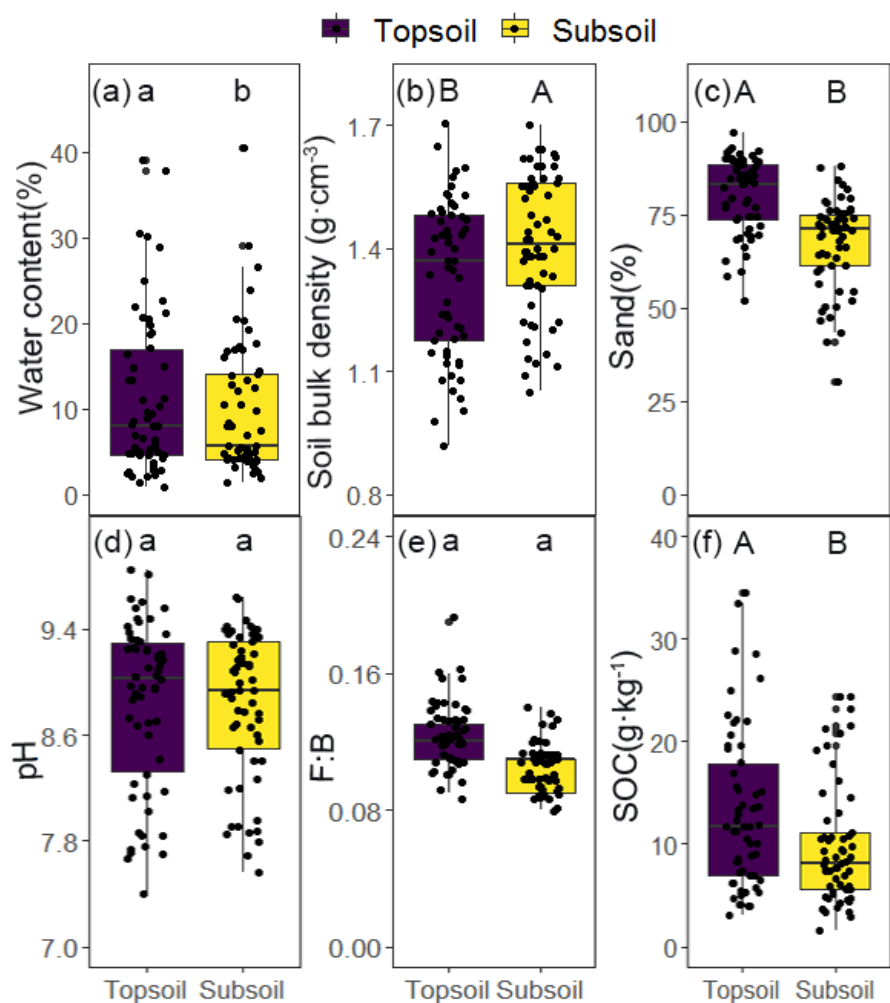 Topsoil Subsoil
(a) a b
(b) B A
(c) A B
Water content(%)
40
30
20
10
0
Soil bulk density (g·cm⁻³)
1.7
1.4
1.1
0.8
Sand(%)
100
75
50
25
0
(d) a a
(e) a a
(f) A B
pH
9.4
8.6
7.8
7.0
F:B
0.24
0.16
0.08
0.00
SOC(g·kg⁻¹)
40
30
20
10
0
Topsoil Subsoil
Topsoil Subsoil
Topsoil Subsoil